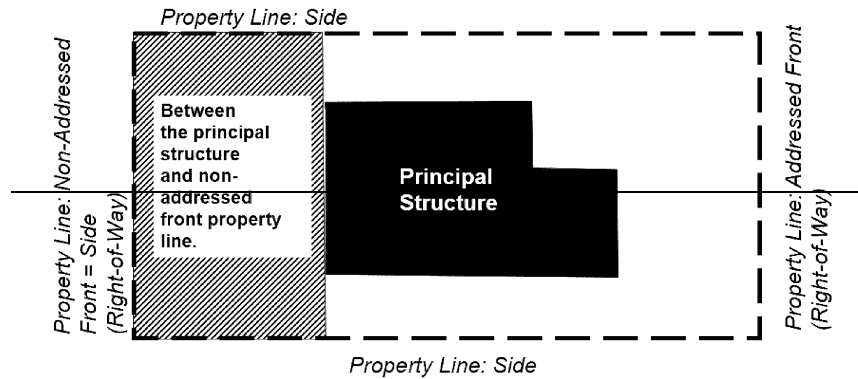 Property Line: Side
Property Line: Non-Addressed
Front = Side
(Right-of-Way)
Between
the principal
structure
and non-
addressed
front property
line.
Principal
Structure
Property Line: Addressed Front
(Right-of-Way)
Property Line: Side